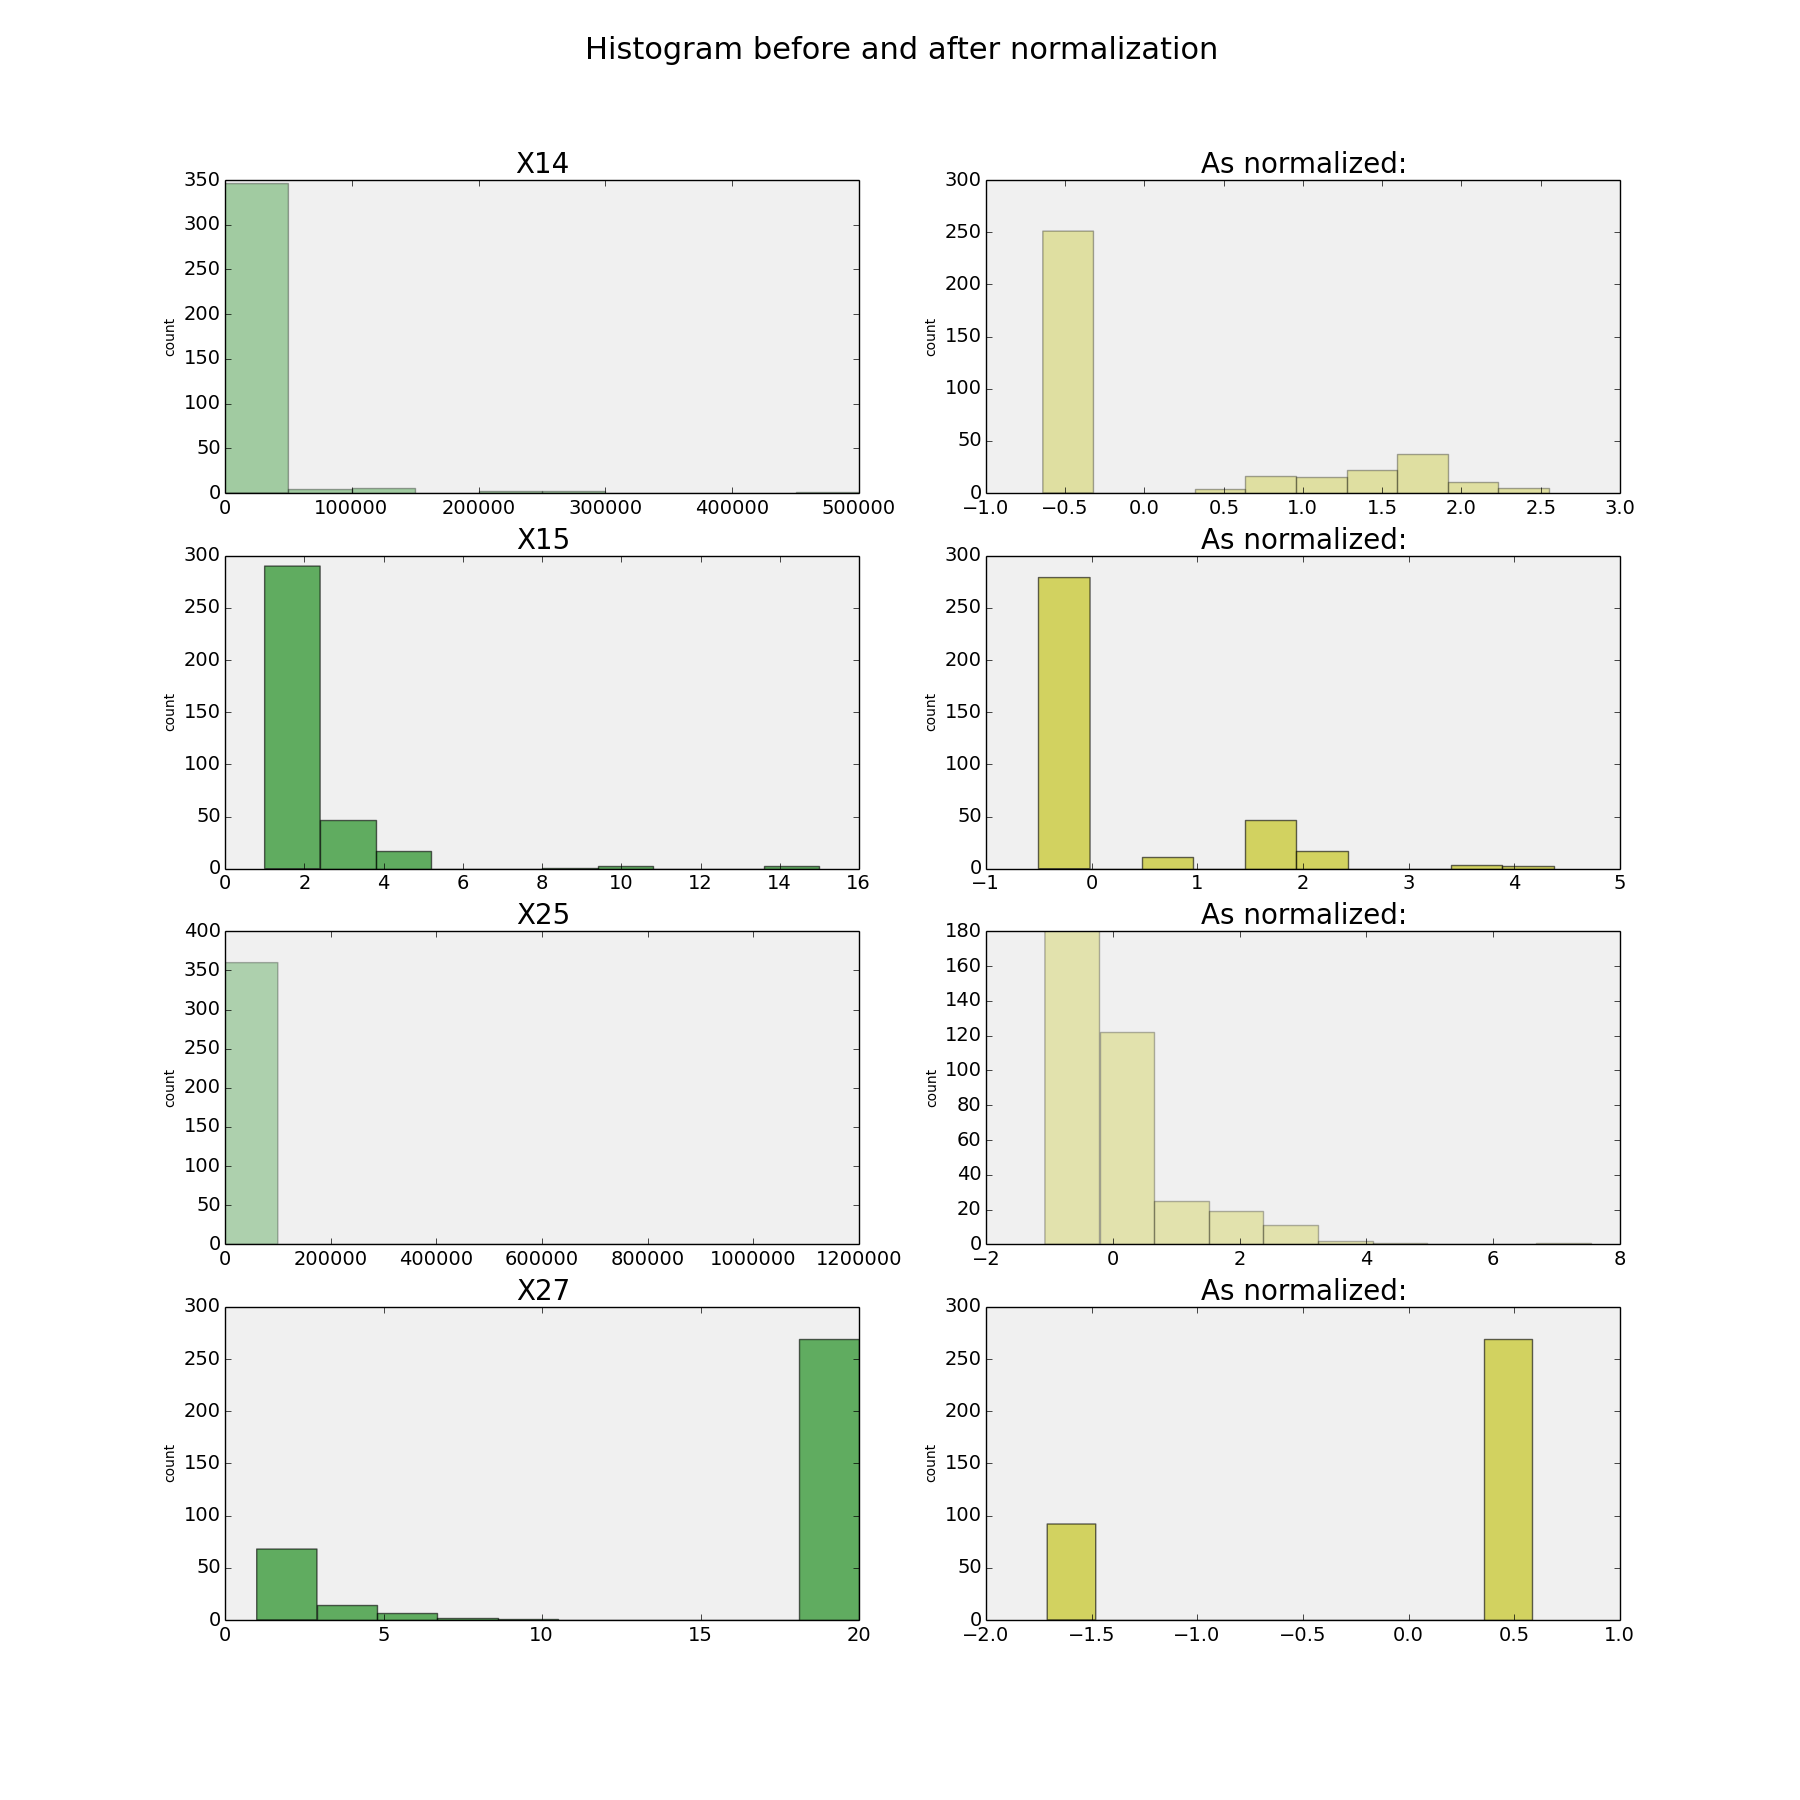 Histogram before and after normalization
X14
As normalized:
350
300
250
200
150
100
50
0
count
0 100000 200000 300000 400000 500000
300
250
200
150
100
50
0
count
−1.0 −0.5 0.0 0.5 1.0 1.5 2.0 2.5 3.0
X15
As normalized:
300
250
200
150
100
50
0
count
0 2 4 6 8 10 12 14 16
300
250
200
150
100
50
0
count
−1 0 1 2 3 4 5
X25
As normalized:
400
350
300
250
200
150
100
50
0
count
0 200000 400000 600000 800000 1000000 1200000
180
160
140
120
100
80
60
40
20
0
count
−2 0 2 4 6 8
X27
As normalized:
300
250
200
150
100
50
0
count
0 5 10 15 20
300
250
200
150
100
50
0
count
−2.0 −1.5 −1.0 −0.5 0.0 0.5 1.0